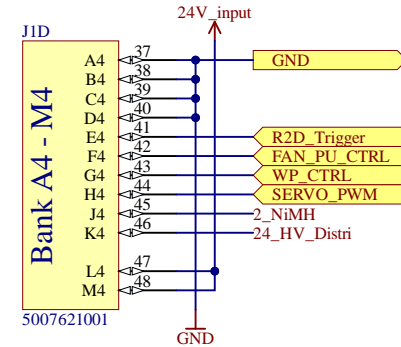 24V_input
J1D
Bank A4 - M4
A4 37 GND
B4 38
C4 39
D4 40
E4 41 R2D_Trigger
F4 42 FAN_PU_CTRL
G4 43 WP_CTRL
H4 44 SERVO_PWM
J4 45 2_NiMH
K4 46 24_HV_Distri
L4 47
M4 48
5007621001
GND